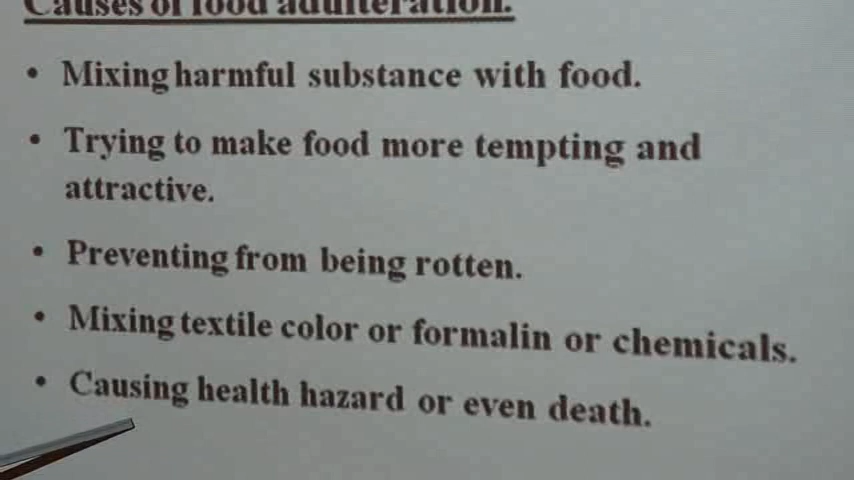 Causes of food adulteration.
• Mixing harmful substance with food.
• Trying to make food more tempting and
attractive.
• Preventing from being rotten.
• Mixing textile color or formalin or chemicals.
• Causing health hazard or even death.